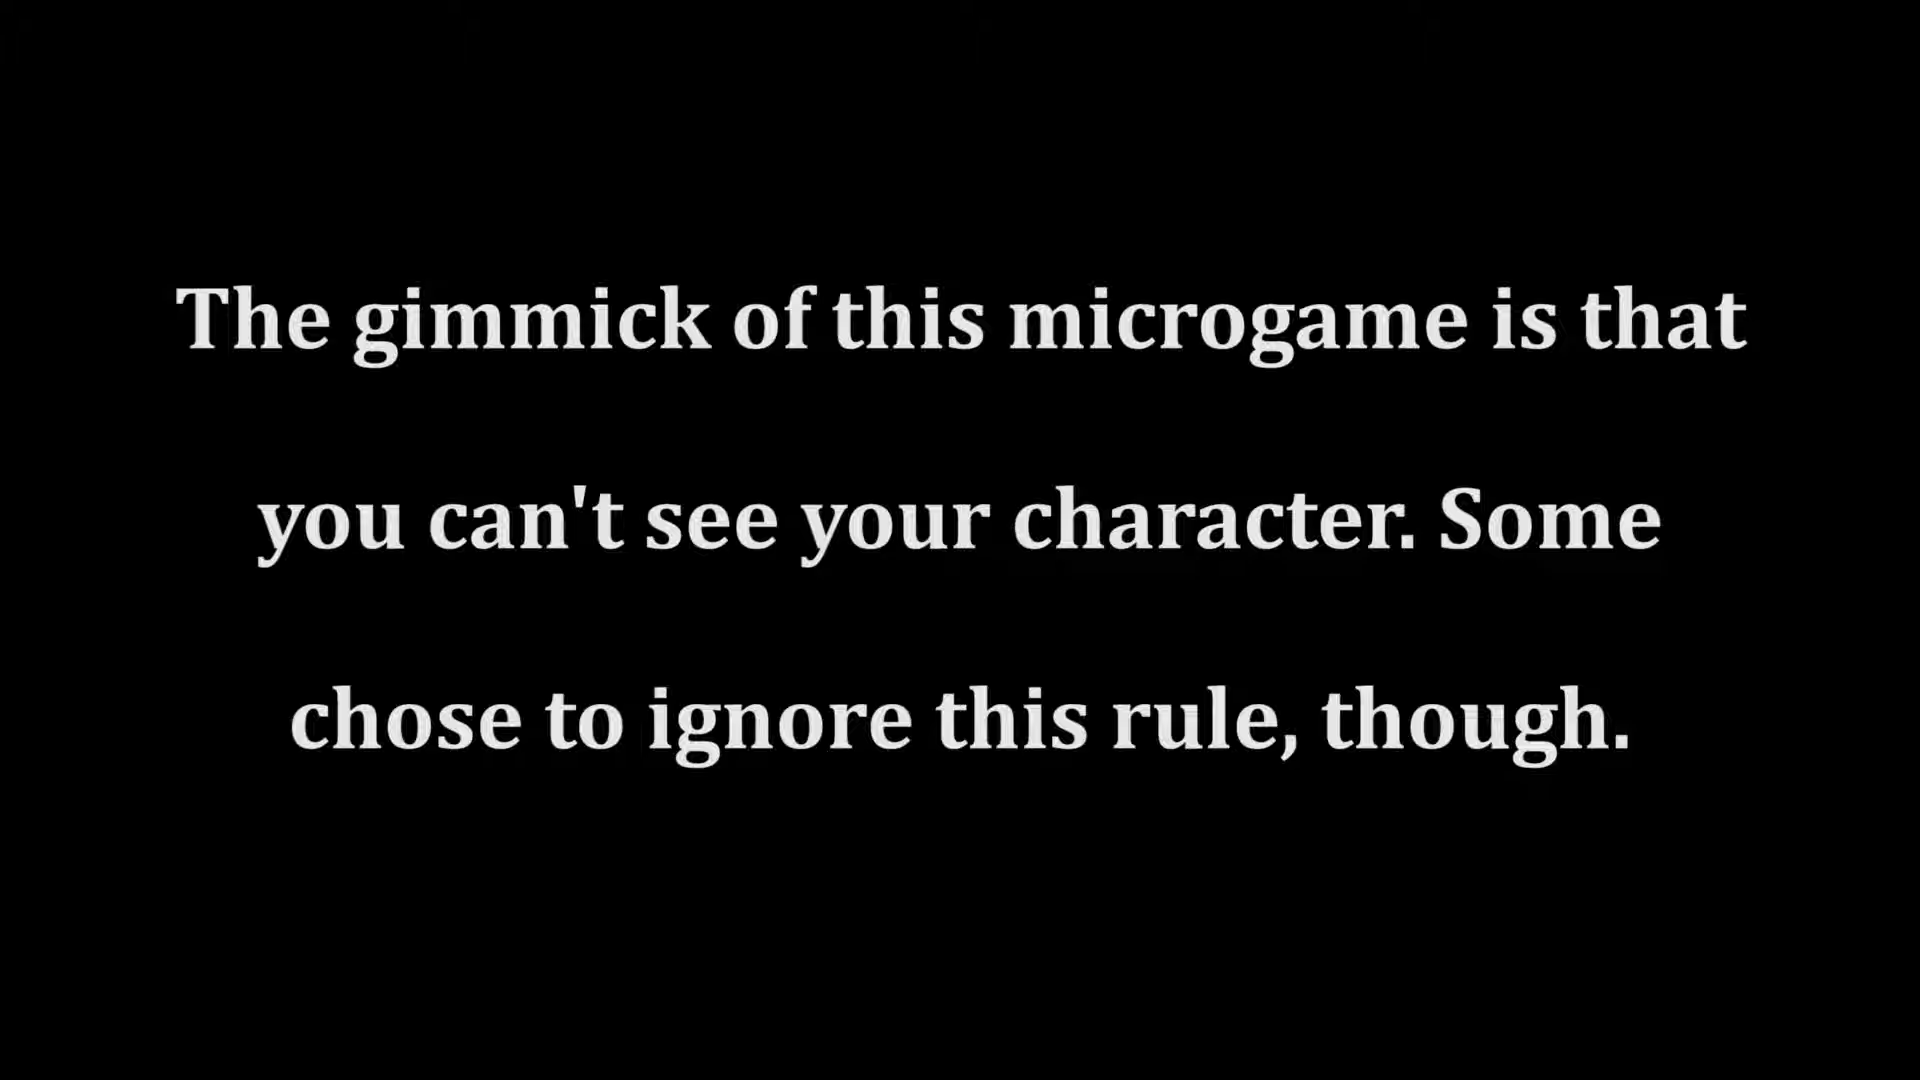 The gimmick of this microgame is that
you can't see your character. Some
chose to ignore this rule, though.